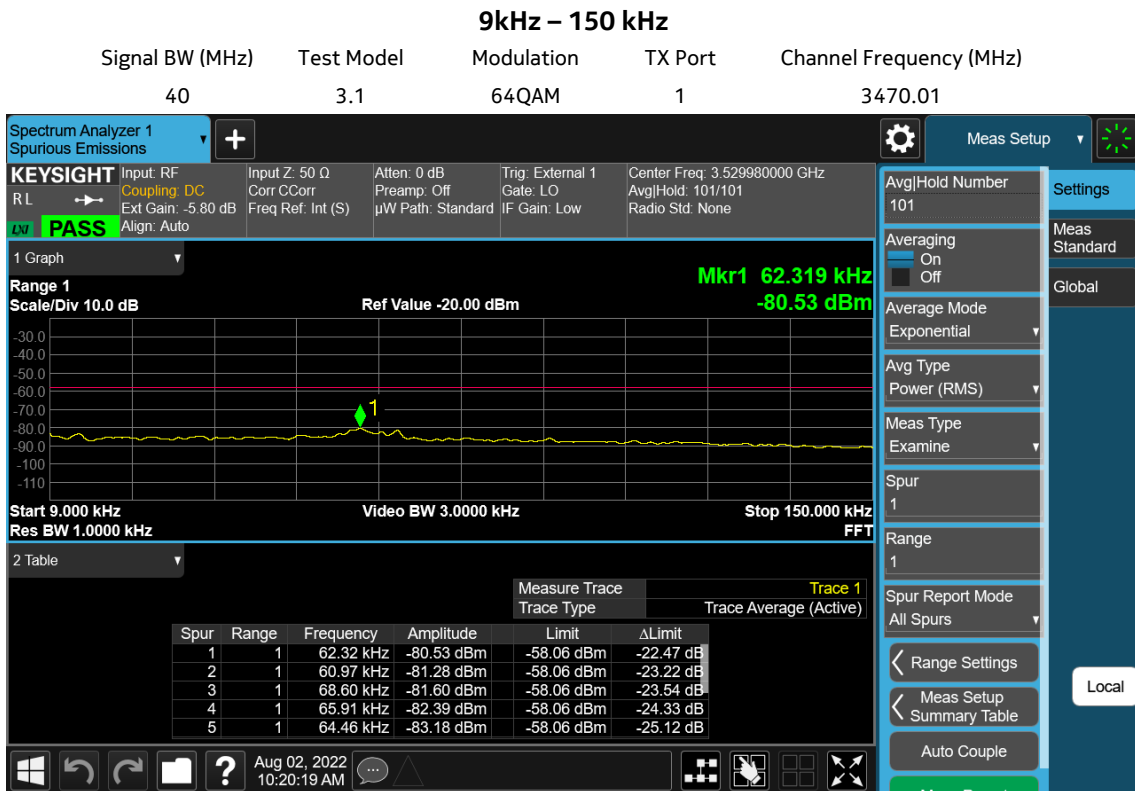 9kHz – 150 kHz
Signal BW (MHz) Test Model Modulation TX Port Channel Frequency (MHz)
40 3.1 64QAM 1 3470.01
Spectrum Analyzer 1
Spurious Emissions
Meas Setup
KEYSIGHT
RL
LXI
PASS
Input: RF
Coupling: DC
Ext Gain: -5.80 dB
Align: Auto
Input Z: 50 Ω
Corr CCorr
Freq Ref: Int (S)
Atten: 0 dB
Preamp: Off
µW Path: Standard
Trig: External 1
Gate: LO
IF Gain: Low
Center Freq: 3.529980000 GHz
Avg|Hold: 101/101
Radio Std: None
1 Graph
Range 1
Scale/Div 10.0 dB
Ref Value -20.00 dBm
Mkr1 62.319 kHz
-80.53 dBm
-30.0
-40.0
-50.0
-60.0
-70.0
-80.0
-90.0
-100
-110
1
Start 9.000 kHz
Res BW 1.0000 kHz
Video BW 3.0000 kHz
Stop 150.000 kHz
FFT
2 Table
Measure Trace Trace 1
Trace Type Trace Average (Active)
Spur Range Frequency Amplitude Limit ΔLimit
1 1 62.32 kHz -80.53 dBm -58.06 dBm -22.47 dB
2 1 60.97 kHz -81.28 dBm -58.06 dBm -23.22 dB
3 1 68.60 kHz -81.60 dBm -58.06 dBm -23.54 dB
4 1 65.91 kHz -82.39 dBm -58.06 dBm -24.33 dB
5 1 64.46 kHz -83.18 dBm -58.06 dBm -25.12 dB
Aug 02, 2022
10:20:19 AM
Avg|Hold Number
101
Averaging
On
Off
Average Mode
Exponential
Avg Type
Power (RMS)
Meas Type
Examine
Spur
1
Range
1
Spur Report Mode
All Spurs
Range Settings
Meas Setup
Summary Table
Auto Couple
Settings
Meas
Standard
Global
Local